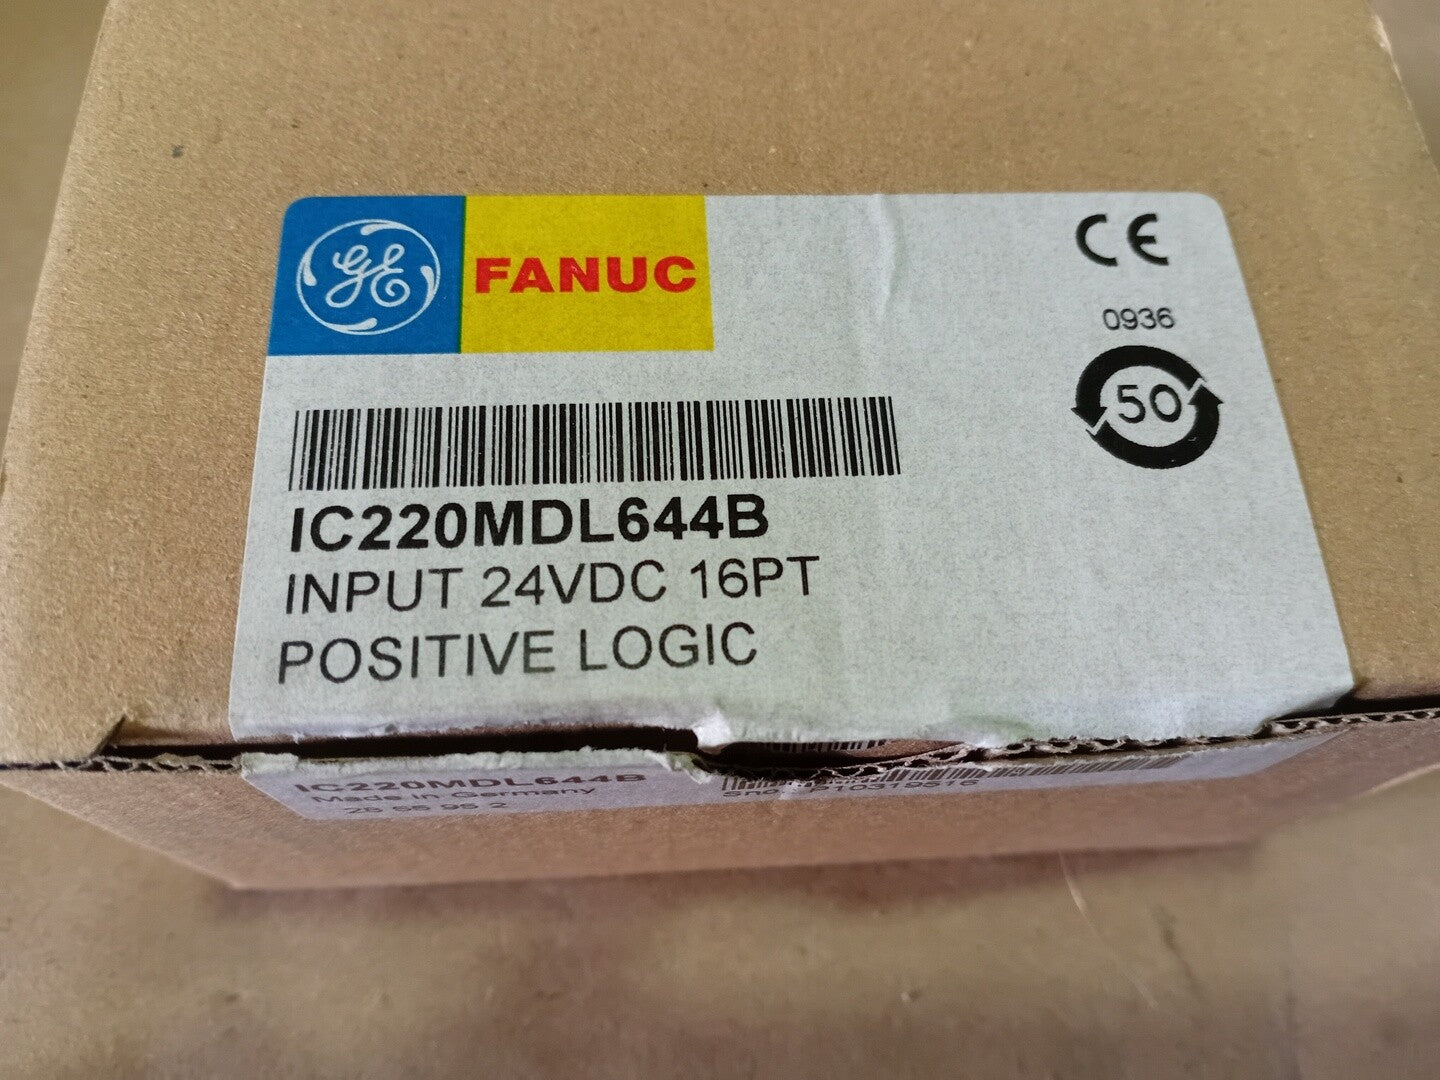 GE FANUC
CE
0936
50
IC220MDL644B
INPUT 24VDC 16PT
POSITIVE LOGIC
IC220MDL644B
Made in Germany